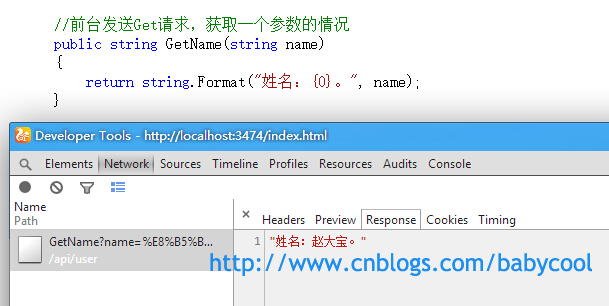 //前台发送Get请求，获取一个参数的情况
public string GetName(string name)
{
return string.Format("姓名：{0}。", name);
}
Developer Tools - http://localhost:3474/index.html
Elements Network Sources Timeline Profiles Resources Audits Console
Name
Path
× Headers Preview Response Cookies Timing
GetName?name=%E8%B5%B...
/api/user
1 "姓名：赵大宝。"
http://www.cnblogs.com/babycool